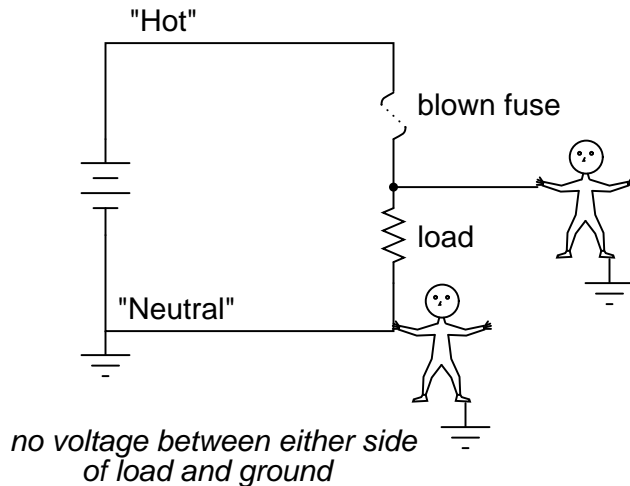 "Hot"
blown fuse
load
"Neutral"
no voltage between either side
of load and ground